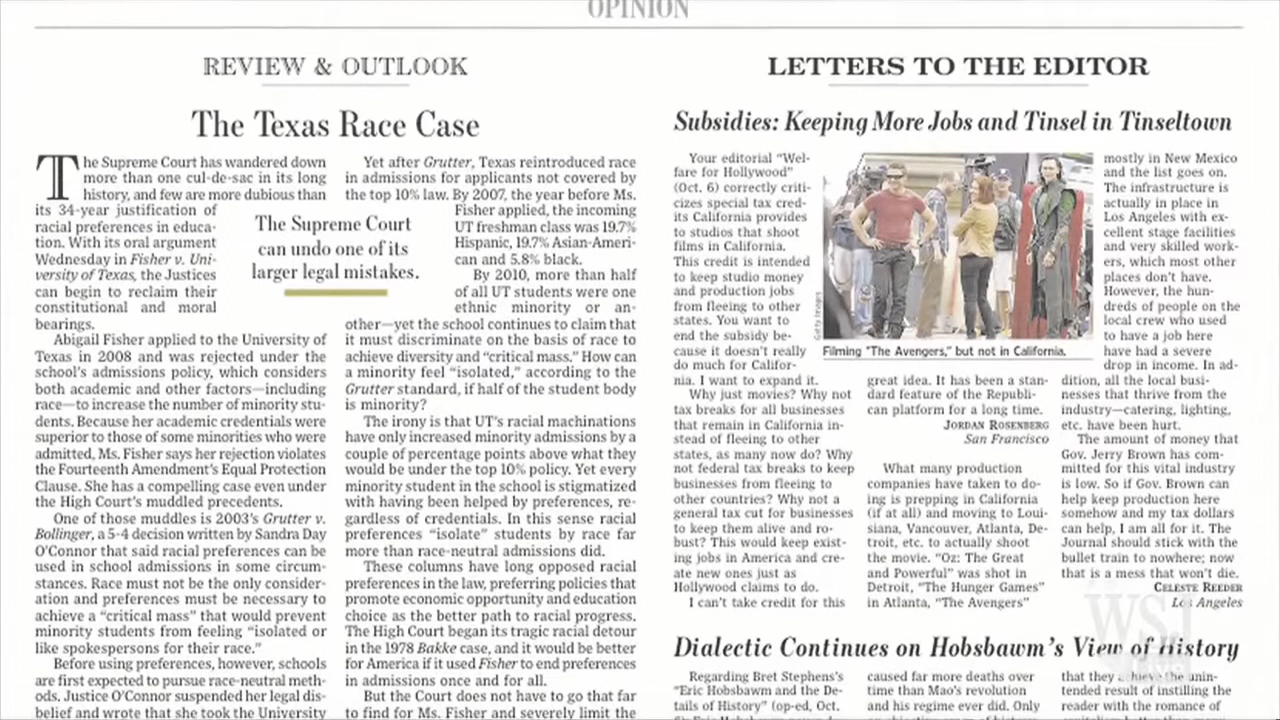 OPINION
REVIEW & OUTLOOK
The Texas Race Case
The Supreme Court has wandered down
more than one cul-de-sac in its long
history, and few are more dubious than
its 34-year justification of
racial preferences in educa-
tion. With its oral argument
Wednesday in Fisher v. Uni-
versity of Texas, the Justices
can begin to reclaim their
constitutional and moral
bearings.
Abigail Fisher applied to the University of
Texas in 2008 and was rejected under the
school's admissions policy, which considers
both academic and other factors—including
race—to increase the number of minority stu-
dents. Because her academic credentials were
superior to those of some minorities who were
admitted, Ms. Fisher says her rejection violates
the Fourteenth Amendment's Equal Protection
Clause. She has a compelling case even under
the High Court's muddled precedents.
One of those muddles is 2003's Grutter v.
Bollinger, a 5-4 decision written by Sandra Day
O'Connor that said racial preferences can be
used in school admissions in some circum-
stances. Race must not be the only consider-
ation and preferences must be necessary to
achieve a "critical mass" that would prevent
minority students from feeling "isolated or
like spokespersons for their race."
Before using preferences, however, schools
are first expected to pursue race-neutral meth-
ods. Justice O'Connor suspended her legal dis-
belief and wrote that she took the University
The Supreme Court
can undo one of its
larger legal mistakes.
Yet after Grutter, Texas reintroduced race
in admissions for applicants not covered by
the top 10% law. By 2007, the year before Ms.
Fisher applied, the incoming
UT freshman class was 19.7%
Hispanic, 19.7% Asian-Ameri-
can and 5.8% black.
By 2010, more than half
of all UT students were one
ethnic minority or an-
other—yet the school continues to claim that
it must discriminate on the basis of race to
achieve diversity and "critical mass." How can
a minority feel "isolated," according to the
Grutter standard, if half of the student body
is minority?
The irony is that UT's racial machinations
have only increased minority admissions by a
couple of percentage points above what they
would be under the top 10% policy. Yet every
minority student in the school is stigmatized
with having been helped by preferences, re-
gardless of credentials. In this sense racial
preferences "isolate" students by race far
more than race-neutral admissions did.
These columns have long opposed racial
preferences in the law, preferring policies that
promote economic opportunity and education
choice as the better path to racial progress.
The High Court began its tragic racial detour
in the 1978 Bakke case, and it would be better
for America if it used Fisher to end preferences
in admissions once and for all.
But the Court does not have to go that far
to find for Ms. Fisher and severely limit the
LETTERS TO THE EDITOR
Subsidies: Keeping More Jobs and Tinsel in Tinseltown
Your editorial "Wel-
fare for Hollywood"
(Oct. 6) correctly criti-
cizes special tax cred-
its California provides
to studios that shoot
films in California.
This credit is intended
to keep studio money
and production jobs
from fleeing to other
states. You want to
end the subsidy be-
cause it doesn't really
do much for Califor-
nia. I want to expand it.
Why just movies? Why not
tax breaks for all businesses
that remain in California in-
stead of fleeing to other
states, as many now do? Why
not federal tax breaks to keep
businesses from fleeing to
other countries? Why not a
general tax cut for businesses
to keep them alive and ro-
bust? This would keep exist-
ing jobs in America and cre-
ate new ones just as
Hollywood claims to do.
I can't take credit for this
Getty Images
Filming "The Avengers," but not in California.
great idea. It has been a stan-
dard feature of the Republi-
can platform for a long time.
JORDAN ROSENBERG
San Francisco
What many production
companies have taken to do-
ing is prepping in California
(if at all) and moving to Loui-
siana, Vancouver, Atlanta, De-
troit, etc. to actually shoot
the movie. "Oz: The Great
and Powerful" was shot in
Detroit, "The Hunger Games"
in Atlanta, "The Avengers"
mostly in New Mexico
and the list goes on.
The infrastructure is
actually in place in
Los Angeles with ex-
cellent stage facilities
and very skilled work-
ers, which most other
places don't have.
However, the hun-
dreds of people on the
local crew who used
to have a job here
have had a severe
drop in income. In ad-
dition, all the local busi-
nesses that thrive from the
industry—catering, lighting,
etc. have been hurt.
The amount of money that
Gov. Jerry Brown has com-
mitted for this vital industry
is low. So if Gov. Brown can
help keep production here
somehow and my tax dollars
can help, I am all for it. The
Journal should stick with the
bullet train to nowhere; now
that is a mess that won't die.
CELESTE REEDER
Los Angeles
Dialectic Continues on Hobsbawm's View of History
Regarding Bret Stephens's
"Eric Hobsbawm and the De-
tails of History" (op-ed, Oct.
caused far more deaths over
time than Mao's revolution
and his regime ever did. Only
that they
tended result of instilling the
reader with the romance of
WSJ
LIVE